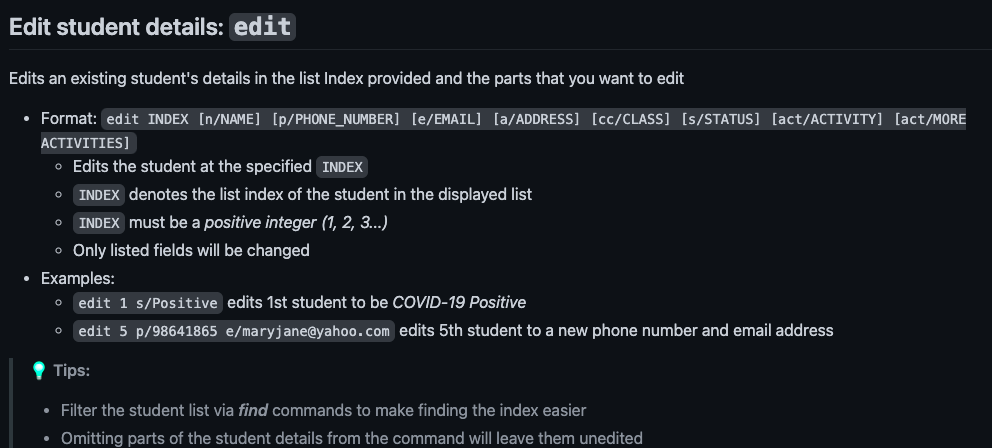 Edit student details: edit
Edits an existing student's details in the list Index provided and the parts that you want to edit
Format: edit INDEX [n/NAME] [p/PHONE_NUMBER] [e/EMAIL] [a/ADDRESS] [cc/CLASS] [s/STATUS] [act/ACTIVITY] [act/MORE
ACTIVITIES]
Edits the student at the specified INDEX
INDEX denotes the list index of the student in the displayed list
INDEX must be a positive integer (1, 2, 3...)
Only listed fields will be changed
Examples:
edit 1 s/Positive edits 1st student to be COVID-19 Positive
edit 5 p/98641865 e/maryjane@yahoo.com edits 5th student to a new phone number and email address
Tips:
Filter the student list via find commands to make finding the index easier
Omitting parts of the student details from the command will leave them unedited